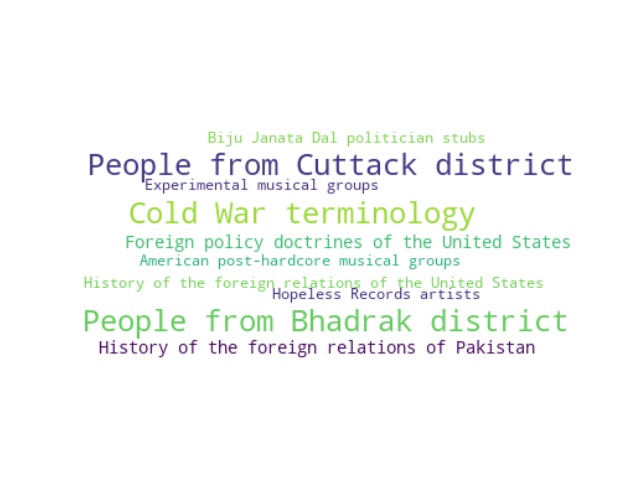 Biju Janata Dal politician stubs
People from Cuttack district
Experimental musical groups
Cold War terminology
Foreign policy doctrines of the United States
American post-hardcore musical groups
History of the foreign relations of the United States
Hopeless Records artists
People from Bhadrak district
History of the foreign relations of Pakistan